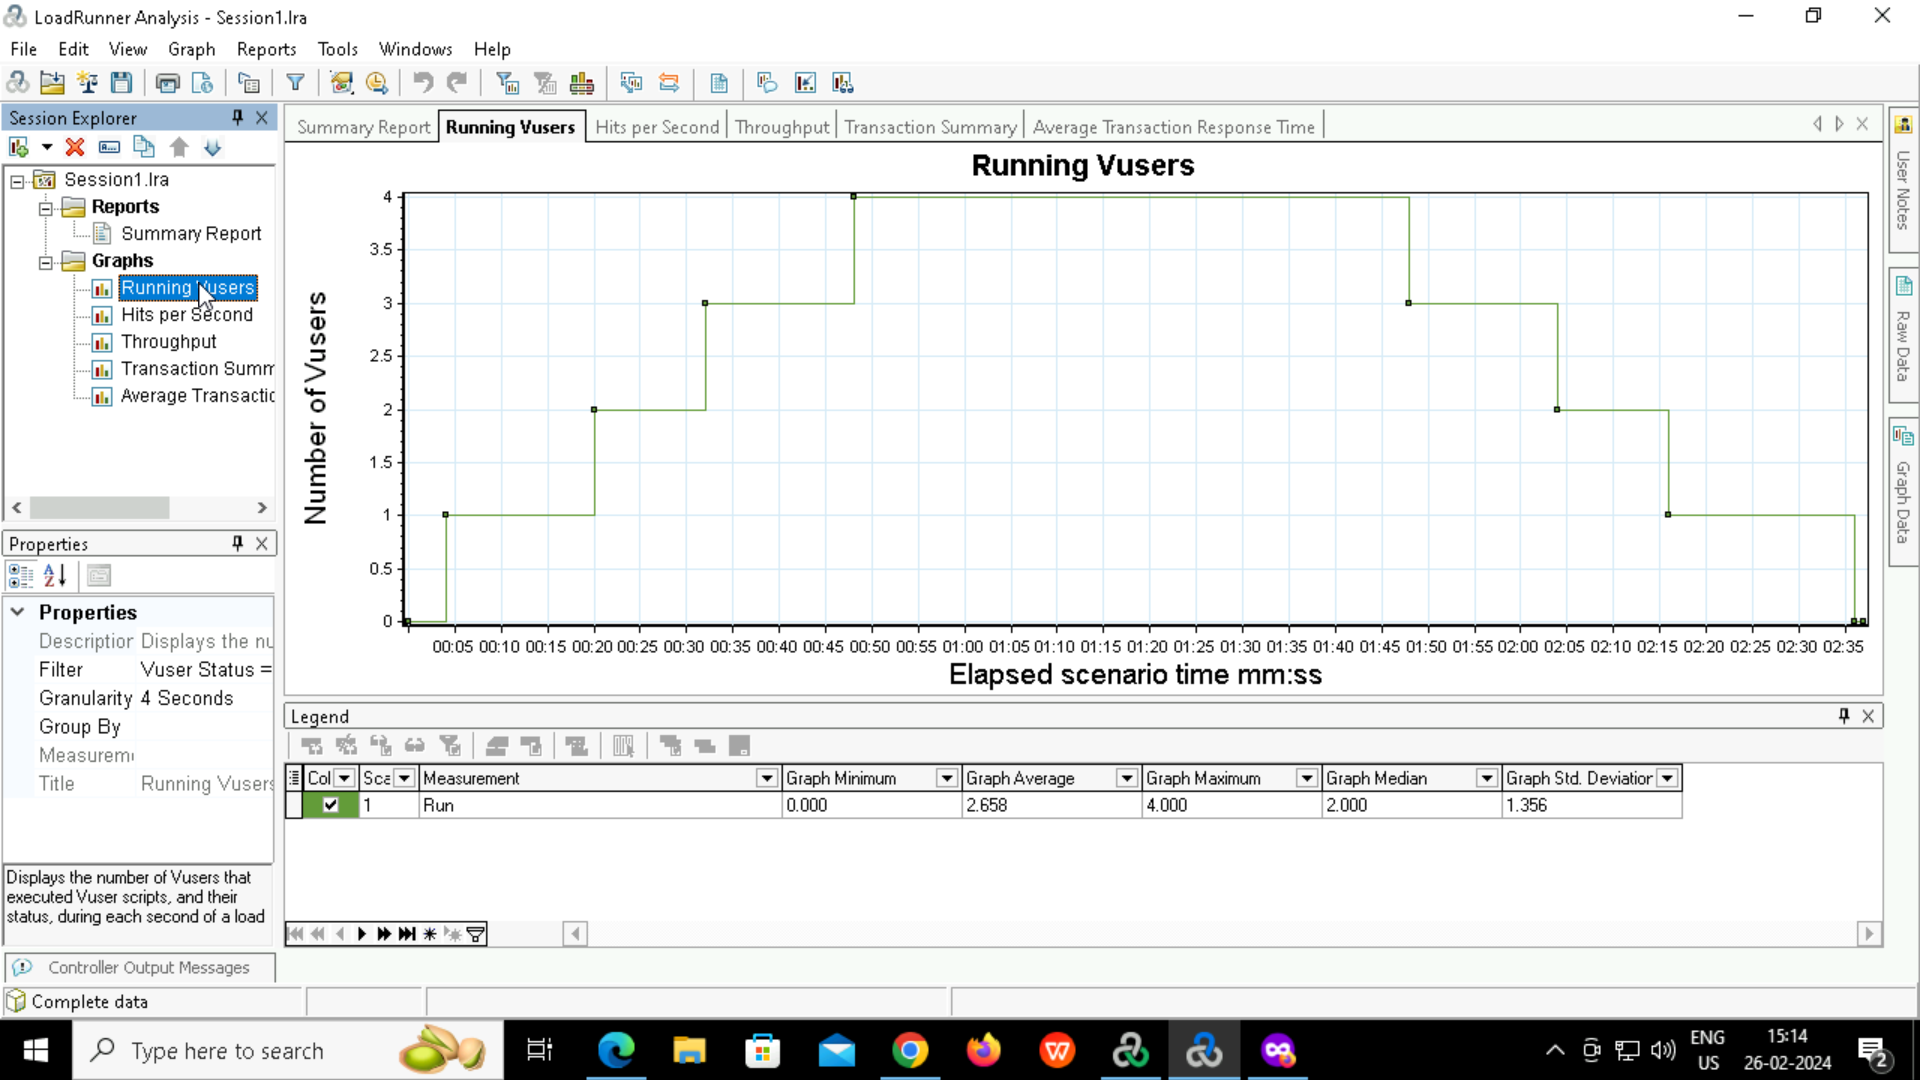 LoadRunner Analysis - Session1.lra
File Edit View Graph Reports Tools Windows Help
Session Explorer
Session1.lra
Reports
Summary Report
Graphs
Running Vusers
Hits per Second
Throughput
Transaction Summ
Average Transactio
Properties
Properties
Description Displays the nu
Filter Vuser Status =
Granularity 4 Seconds
Group By
Measureme
Title Running Vusers
Displays the number of Vusers that
executed Vuser scripts, and their
status, during each second of a load
Controller Output Messages
Complete data
Summary Report Running Vusers Hits per Second Throughput Transaction Summary Average Transaction Response Time
Running Vusers
Number of Vusers
4
3.5
3
2.5
2
1.5
1
0.5
0
00:05 00:10 00:15 00:20 00:25 00:30 00:35 00:40 00:45 00:50 00:55 01:00 01:05 01:10 01:15 01:20 01:25 01:30 01:35 01:40 01:45 01:50 01:55 02:00 02:05 02:10 02:15 02:20 02:25 02:30 02:35
Elapsed scenario time mm:ss
Legend
Col Sca Measurement Graph Minimum Graph Average Graph Maximum Graph Median Graph Std. Deviation
1 Run 0.000 2.658 4.000 2.000 1.356
User Notes
Raw Data
Graph Data
Type here to search
ENG
US
15:14
26-02-2024
2